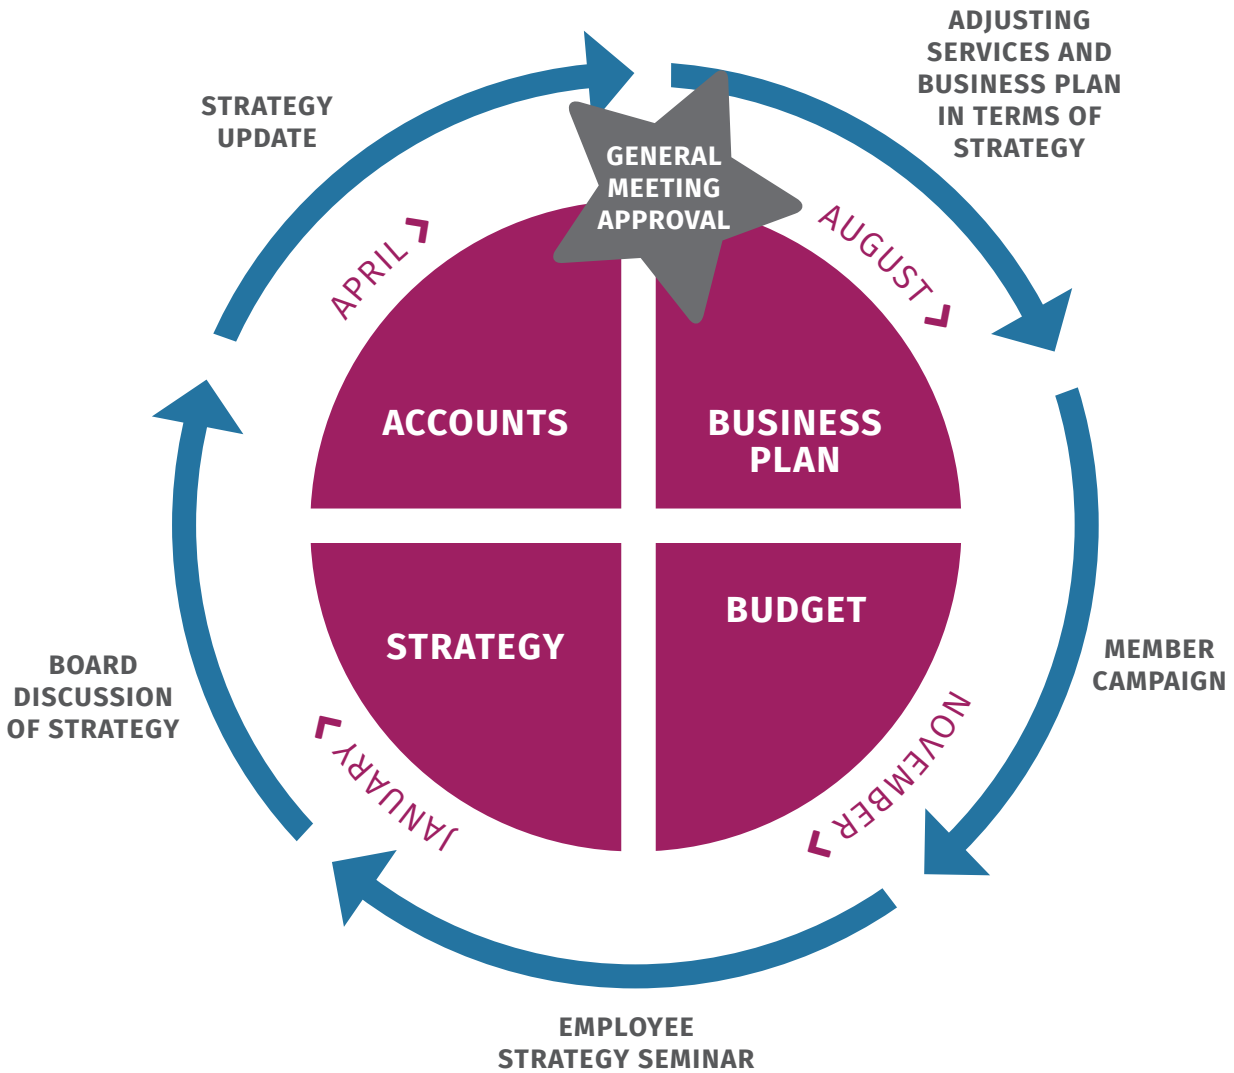 ADJUSTING
SERVICES AND
BUSINESS PLAN
IN TERMS OF
STRATEGY
STRATEGY
UPDATE
GENERAL
MEETING
APPROVAL
APRIL
AUGUST
ACCOUNTS
BUSINESS
PLAN
STRATEGY
BUDGET
MEMBER
CAMPAIGN
BOARD
DISCUSSION
OF STRATEGY
JANUARY
NOVEMBER
EMPLOYEE
STRATEGY SEMINAR